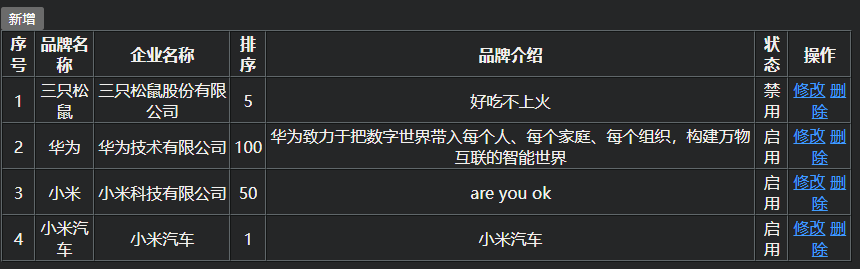 新增
序号 品牌名称 企业名称 排序 品牌介绍 状态 操作
1 三只松鼠 三只松鼠股份有限公司 5 好吃不上火 禁用 修改 删除
2 华为 华为技术有限公司 100 华为致力于把数字世界带入每个人、每个家庭、每个组织，构建万物互联的智能世界 启用 修改 删除
3 小米 小米科技有限公司 50 are you ok 启用 修改 删除
4 小米汽车 小米汽车 1 小米汽车 启用 修改 删除